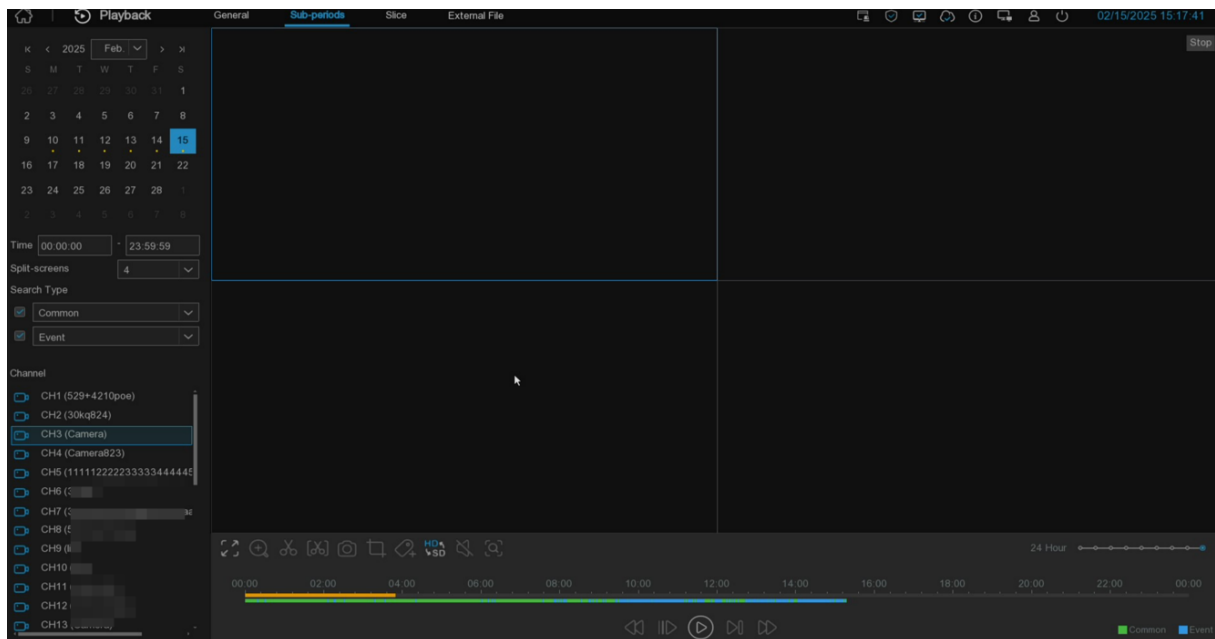 Playback General Sub-periods Slice External File 02/15/2025 15:17:41
Stop
2025 Feb.
S M T W T F S
26 27 28 29 30 31 1
2 3 4 5 6 7 8
9 10 11 12 13 14 15
16 17 18 19 20 21 22
23 24 25 26 27 28 1
2 3 4 5 6 7 8
Time 00:00:00 - 23:59:59
Split-screens 4
Search Type
Common
Event
Channel
CH1 (529+4210poe)
CH2 (30kq824)
CH3 (Camera)
CH4 (Camera823)
CH5 (
CH6 (
CH7 (
CH8 (
CH9 (
CH10
CH11
CH12
CH13
HD SD
24 Hour
00:00 02:00 04:00 06:00 08:00 10:00 12:00 14:00 16:00 18:00 20:00 22:00 00:00
Common Event